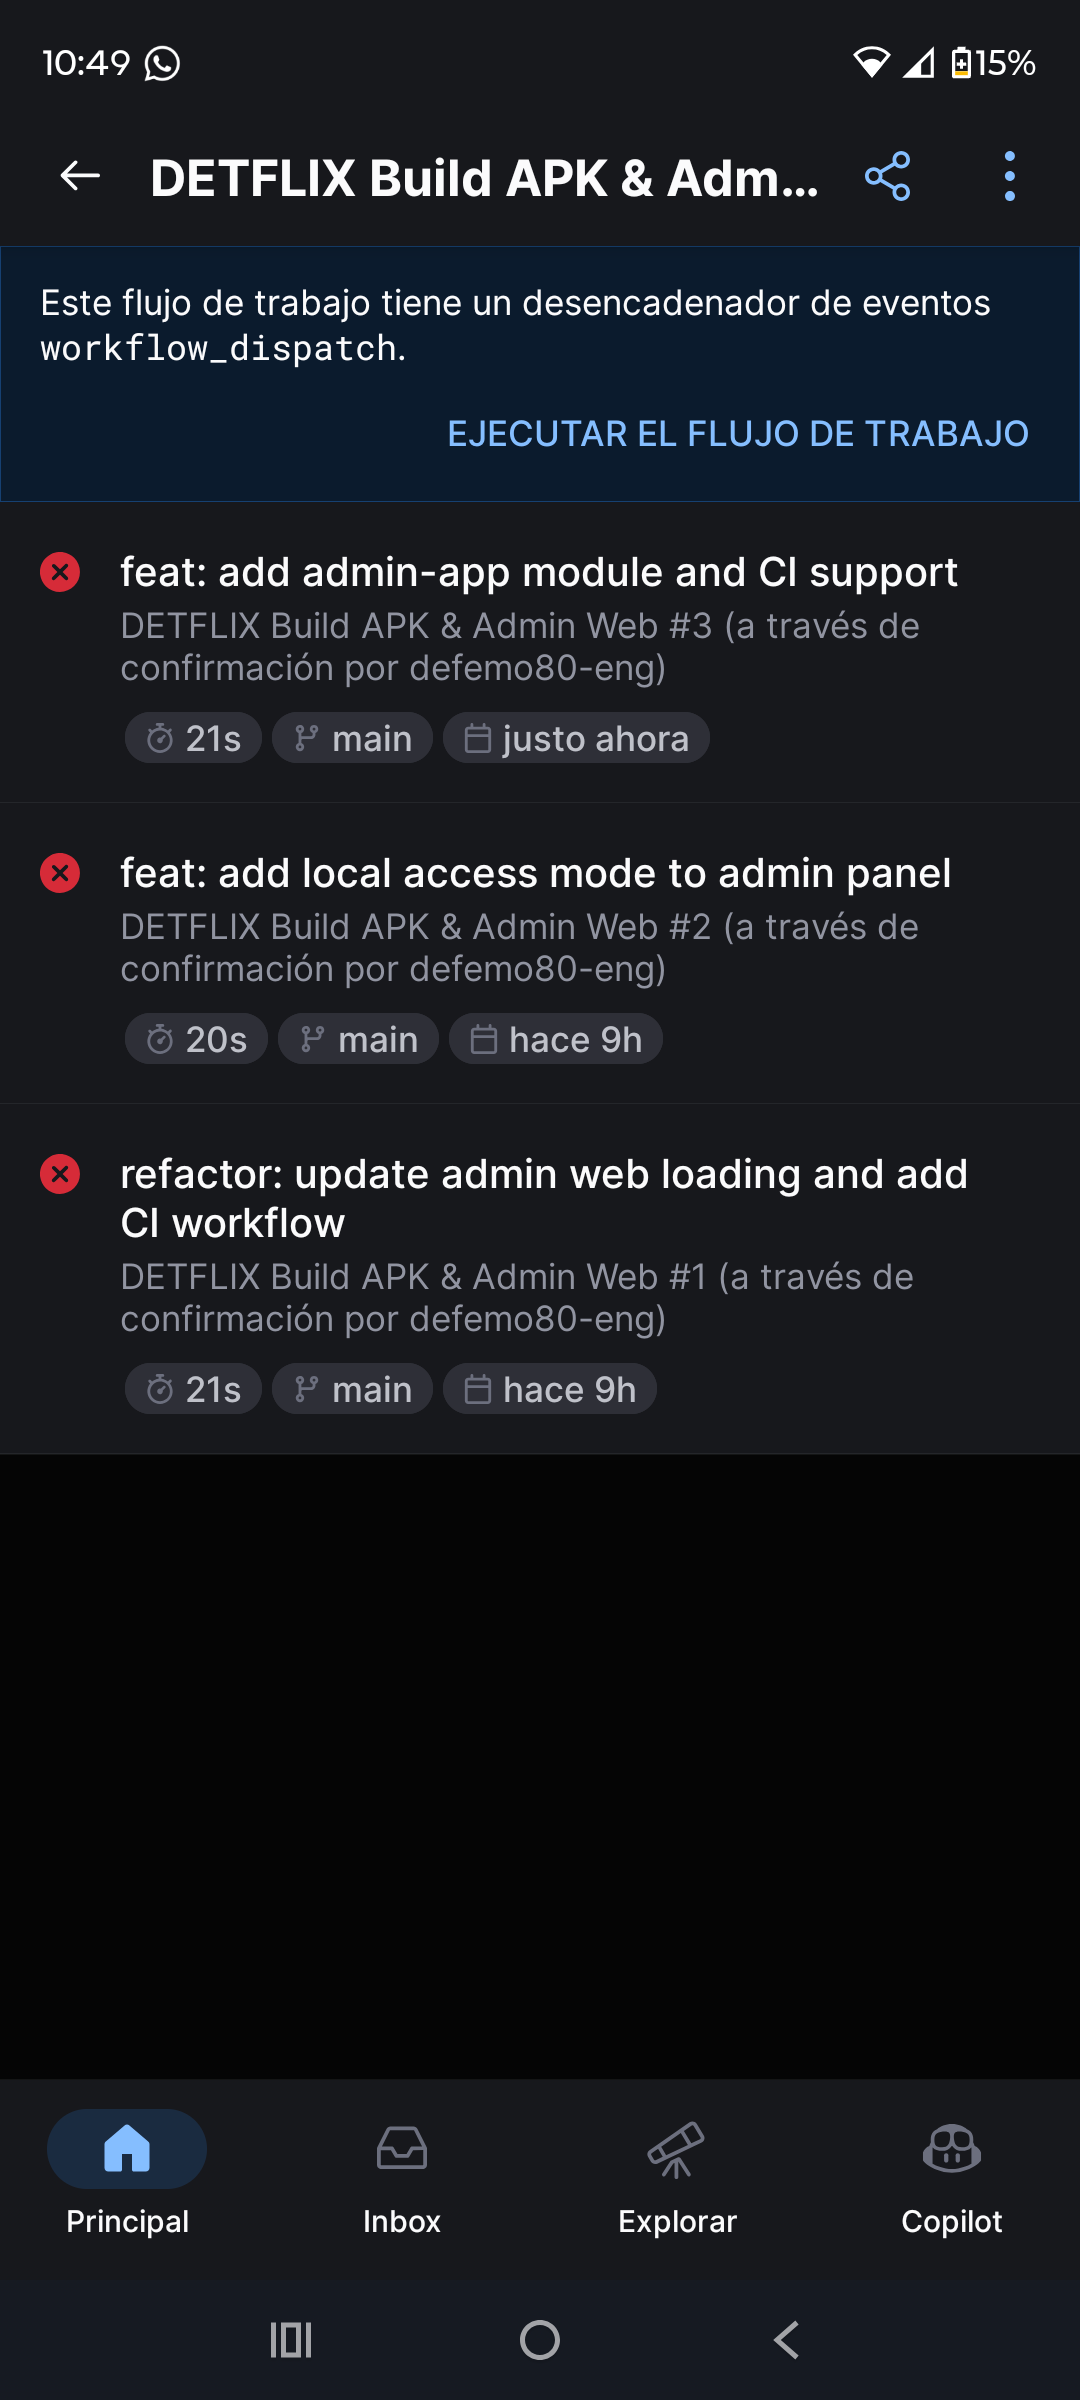 10:49
15%
DETFLIX Build APK & Adm...
Este flujo de trabajo tiene un desencadenador de eventos
workflow_dispatch.
EJECUTAR EL FLUJO DE TRABAJO
feat: add admin-app module and CI support
DETFLIX Build APK & Admin Web #3 (a través de
confirmación por defemo80-eng)
21s main justo ahora
feat: add local access mode to admin panel
DETFLIX Build APK & Admin Web #2 (a través de
confirmación por defemo80-eng)
20s main hace 9h
refactor: update admin web loading and add
CI workflow
DETFLIX Build APK & Admin Web #1 (a través de
confirmación por defemo80-eng)
21s main hace 9h
Principal Inbox Explorar Copilot